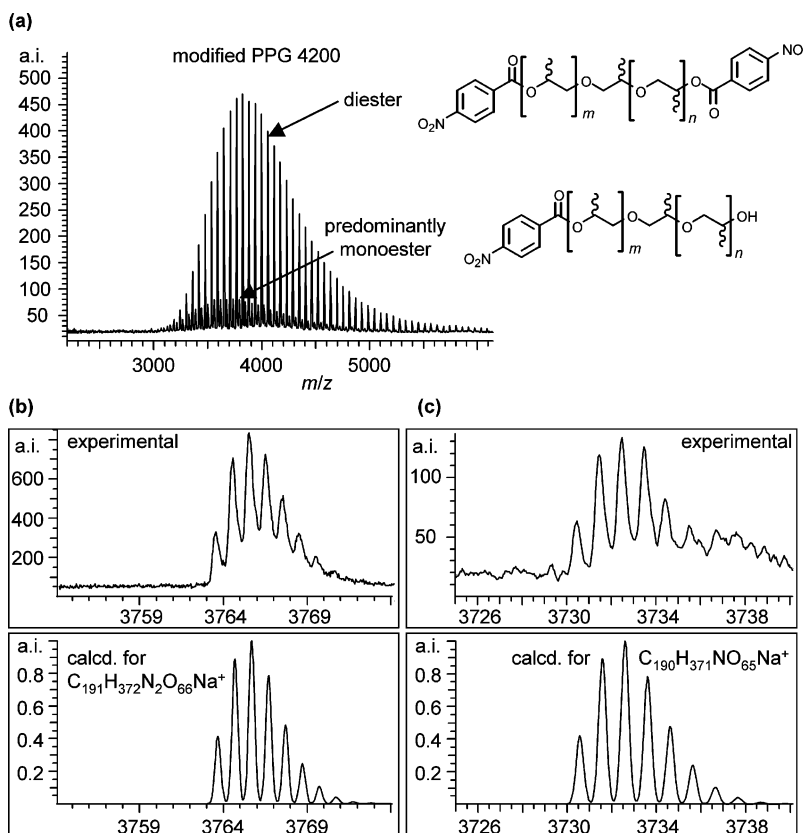 (a)
a.i.
modified PPG 4200
500
450
400
350
300
250
200
150
100
50
diester
predominantly
monoester
3000 4000 5000
m/z
O₂N O O m O O n O O NO
O₂N O O m O O n OH
(b)
a.i.
experimental
600
400
200
3759 3764 3769
a.i.
calcd. for
C₁₉₁H₃₇₂N₂O₆₆Na⁺
0.8
0.6
0.4
0.2
3759 3764 3769
(c)
a.i.
experimental
100
50
3726 3730 3734 3738
a.i.
calcd. for C₁₉₀H₃₇₁NO₆₅Na⁺
0.8
0.6
0.4
0.2
3726 3730 3734 3738